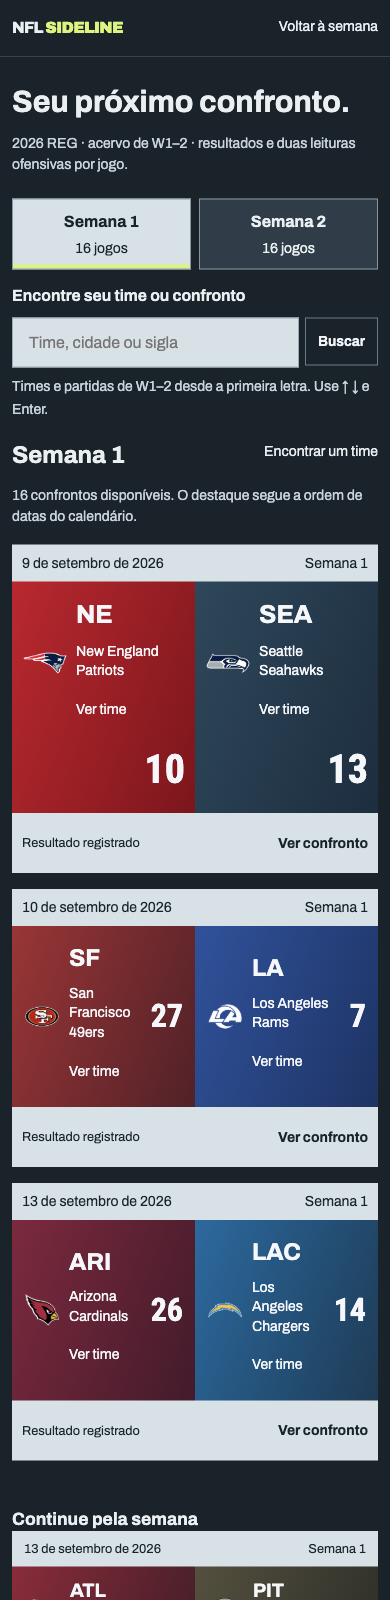 NFL SIDELINE
Voltar à semana
Seu próximo confronto.
2026 REG · acervo de W1–2 · resultados e duas leituras
ofensivas por jogo.
Semana 1
16 jogos
Semana 2
16 jogos
Encontre seu time ou confronto
Time, cidade ou sigla
Buscar
Times e partidas de W1–2 desde a primeira letra. Use ↑ ↓ e
Enter.
Semana 1
Encontrar um time
16 confrontos disponíveis. O destaque segue a ordem de
datas do calendário.
9 de setembro de 2026
Semana 1
NE
New England
Patriots
Ver time
10
SEA
Seattle
Seahawks
Ver time
13
Resultado registrado
Ver confronto
10 de setembro de 2026
Semana 1
SF
San
Francisco
49ers
Ver time
27
LA
Los Angeles
Rams
Ver time
7
Resultado registrado
Ver confronto
13 de setembro de 2026
Semana 1
ARI
Arizona
Cardinals
Ver time
26
LAC
Los
Angeles
Chargers
Ver time
14
Resultado registrado
Ver confronto
Continue pela semana
13 de setembro de 2026
Semana 1
ATL
PIT